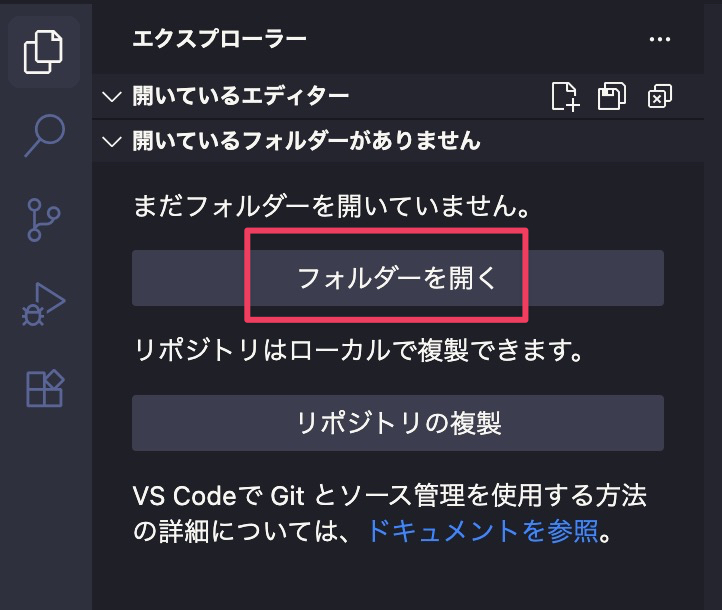 エクスプローラー
開いているエディター
開いているフォルダーがありません
まだフォルダーを開いていません。
フォルダーを開く
リポジトリはローカルで複製できます。
リポジトリの複製
VS Codeで Git とソース管理を使用する方法
の詳細については、ドキュメントを参照。